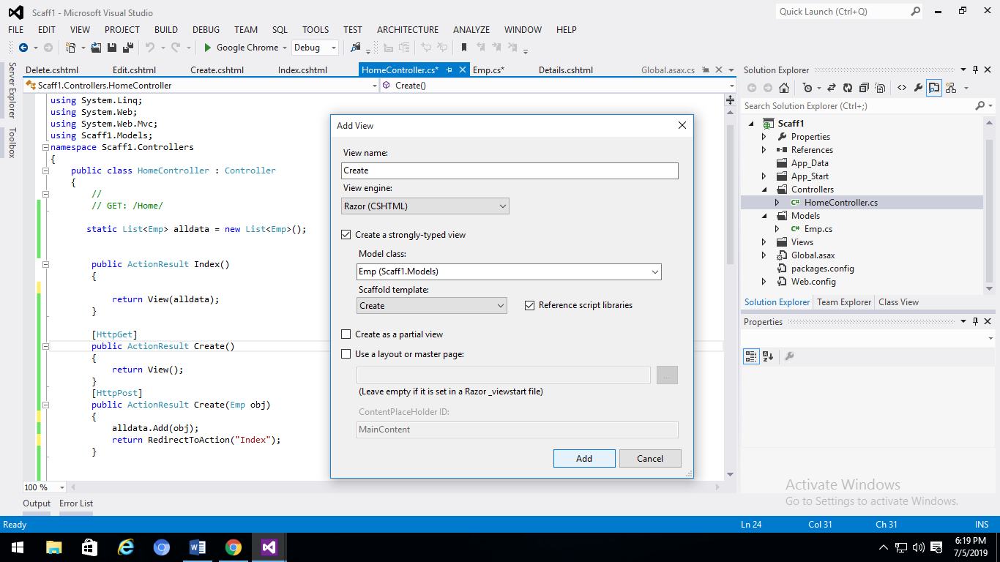 Scaff1 - Microsoft Visual Studio
Quick Launch (Ctrl+Q)
FILE EDIT VIEW PROJECT BUILD DEBUG TEAM SQL TOOLS TEST ARCHITECTURE ANALYZE WINDOW HELP
Google Chrome Debug
Server Explorer
Toolbox
Delete.cshtml Edit.cshtml Create.cshtml Index.cshtml HomeController.cs* Emp.cs* Details.cshtml Global.asax.cs
Scaff1.Controllers.HomeController Create()
using System.Linq;
using System.Web;
using System.Web.Mvc;
using Scaff1.Models;
namespace Scaff1.Controllers
{
public class HomeController : Controller
{
//
// GET: /Home/
static List<Emp> alldata = new List<Emp>();
public ActionResult Index()
{
return View(alldata);
}
[HttpGet]
public ActionResult Create()
{
return View();
}
[HttpPost]
public ActionResult Create(Emp obj)
{
alldata.Add(obj);
return RedirectToAction("Index");
}
100 %
Add View
View name:
Create
View engine:
Razor (CSHTML)
Create a strongly-typed view
Model class:
Emp (Scaff1.Models)
Scaffold template:
Create
Reference script libraries
Create as a partial view
Use a layout or master page:
...
(Leave empty if it is set in a Razor _viewstart file)
ContentPlaceHolder ID:
MainContent
Add Cancel
Solution Explorer
Search Solution Explorer (Ctrl+;)
Scaff1
Properties
References
App_Data
App_Start
Controllers
C# HomeController.cs
Models
C# Emp.cs
Views
Global.asax
packages.config
Web.config
Solution Explorer Team Explorer Class View
Properties
Activate Windows
Go to Settings to activate Windows.
Output Error List
Ready Ln 24 Col 31 Ch 31 INS
6:19 PM
7/5/2019